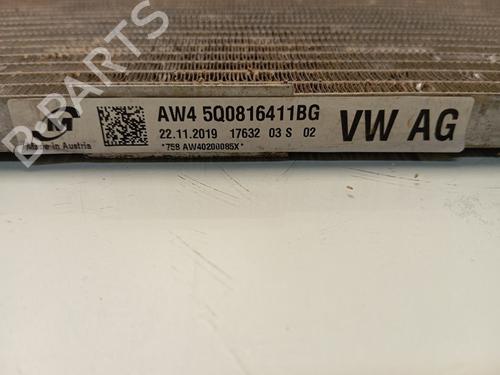 B-PARTS
AW4 5Q0816411BG
22.11.2019 17632 03 S 02
*758 AW40200085X*
VW AG
Made in Austria